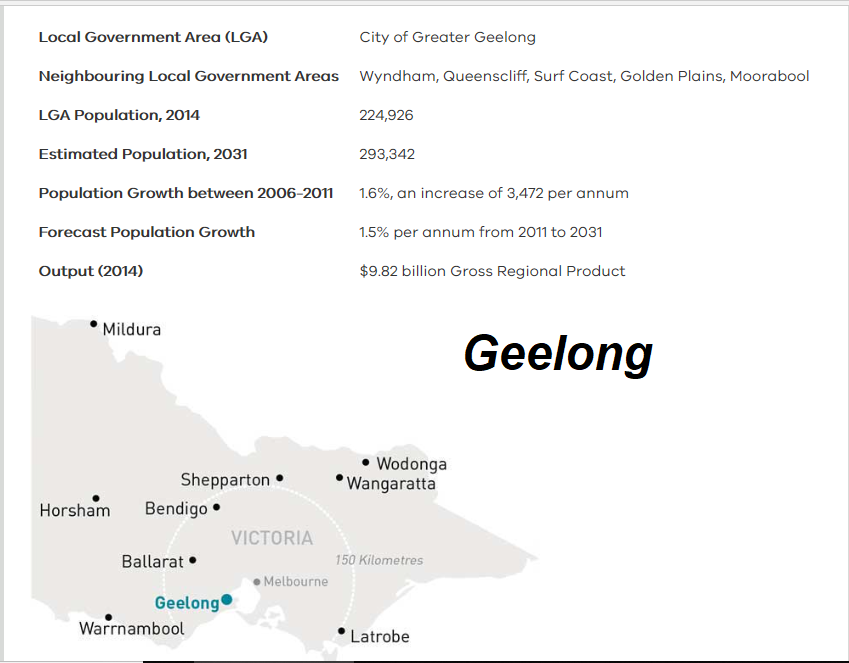 Local Government Area (LGA) City of Greater Geelong
Neighbouring Local Government Areas Wyndham, Queenscliff, Surf Coast, Golden Plains, Moorabool
LGA Population, 2014 224,926
Estimated Population, 2031 293,342
Population Growth between 2006-2011 1.6%, an increase of 3,472 per annum
Forecast Population Growth 1.5% per annum from 2011 to 2031
Output (2014) $9.82 billion Gross Regional Product
Mildura
Geelong
Wodonga
Shepparton
Wangaratta
Horsham
Bendigo
VICTORIA
Ballarat
150 Kilometres
Melbourne
Geelong
Warrnambool
Latrobe